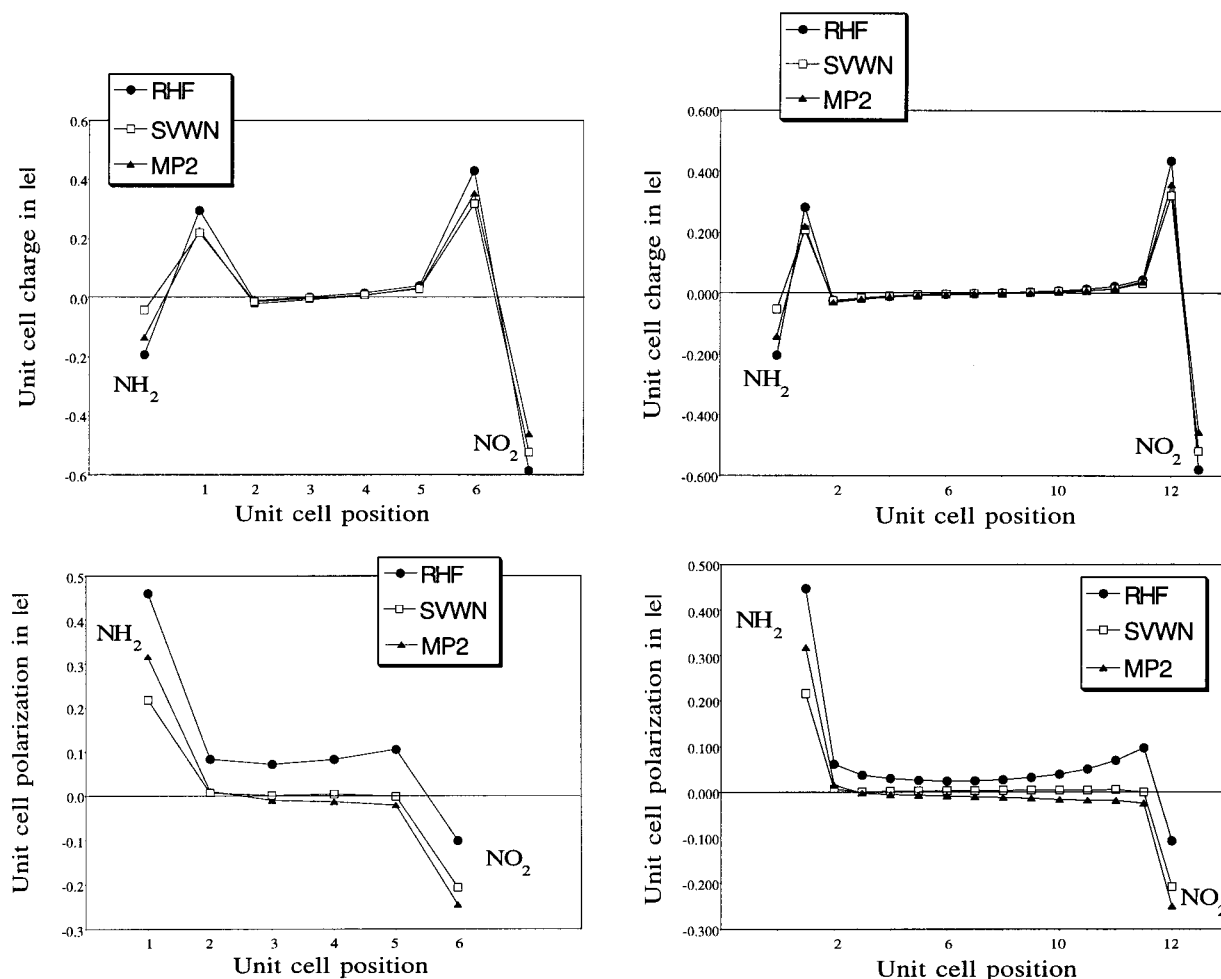 RHF
SVWN
MP2
0.6
0.4
0.2
0.0
-0.2
-0.4
-0.6
Unit cell charge in |e|
NH2
NO2
1 2 3 4 5 6
Unit cell position
RHF
SVWN
MP2
0.600
0.400
0.200
0.000
-0.200
-0.400
-0.600
Unit cell charge in |e|
NH2
NO2
2 6 10 12
Unit cell position
RHF
SVWN
MP2
0.5
0.4
0.3
0.2
0.1
0.0
-0.1
-0.2
-0.3
Unit cell polarization in |e|
NH2
NO2
1 2 3 4 5 6
Unit cell position
RHF
SVWN
MP2
0.500
0.400
0.300
0.200
0.100
0.000
-0.100
-0.200
-0.300
Unit cell polarization in |e|
NH2
NO2
2 6 10 12
Unit cell position